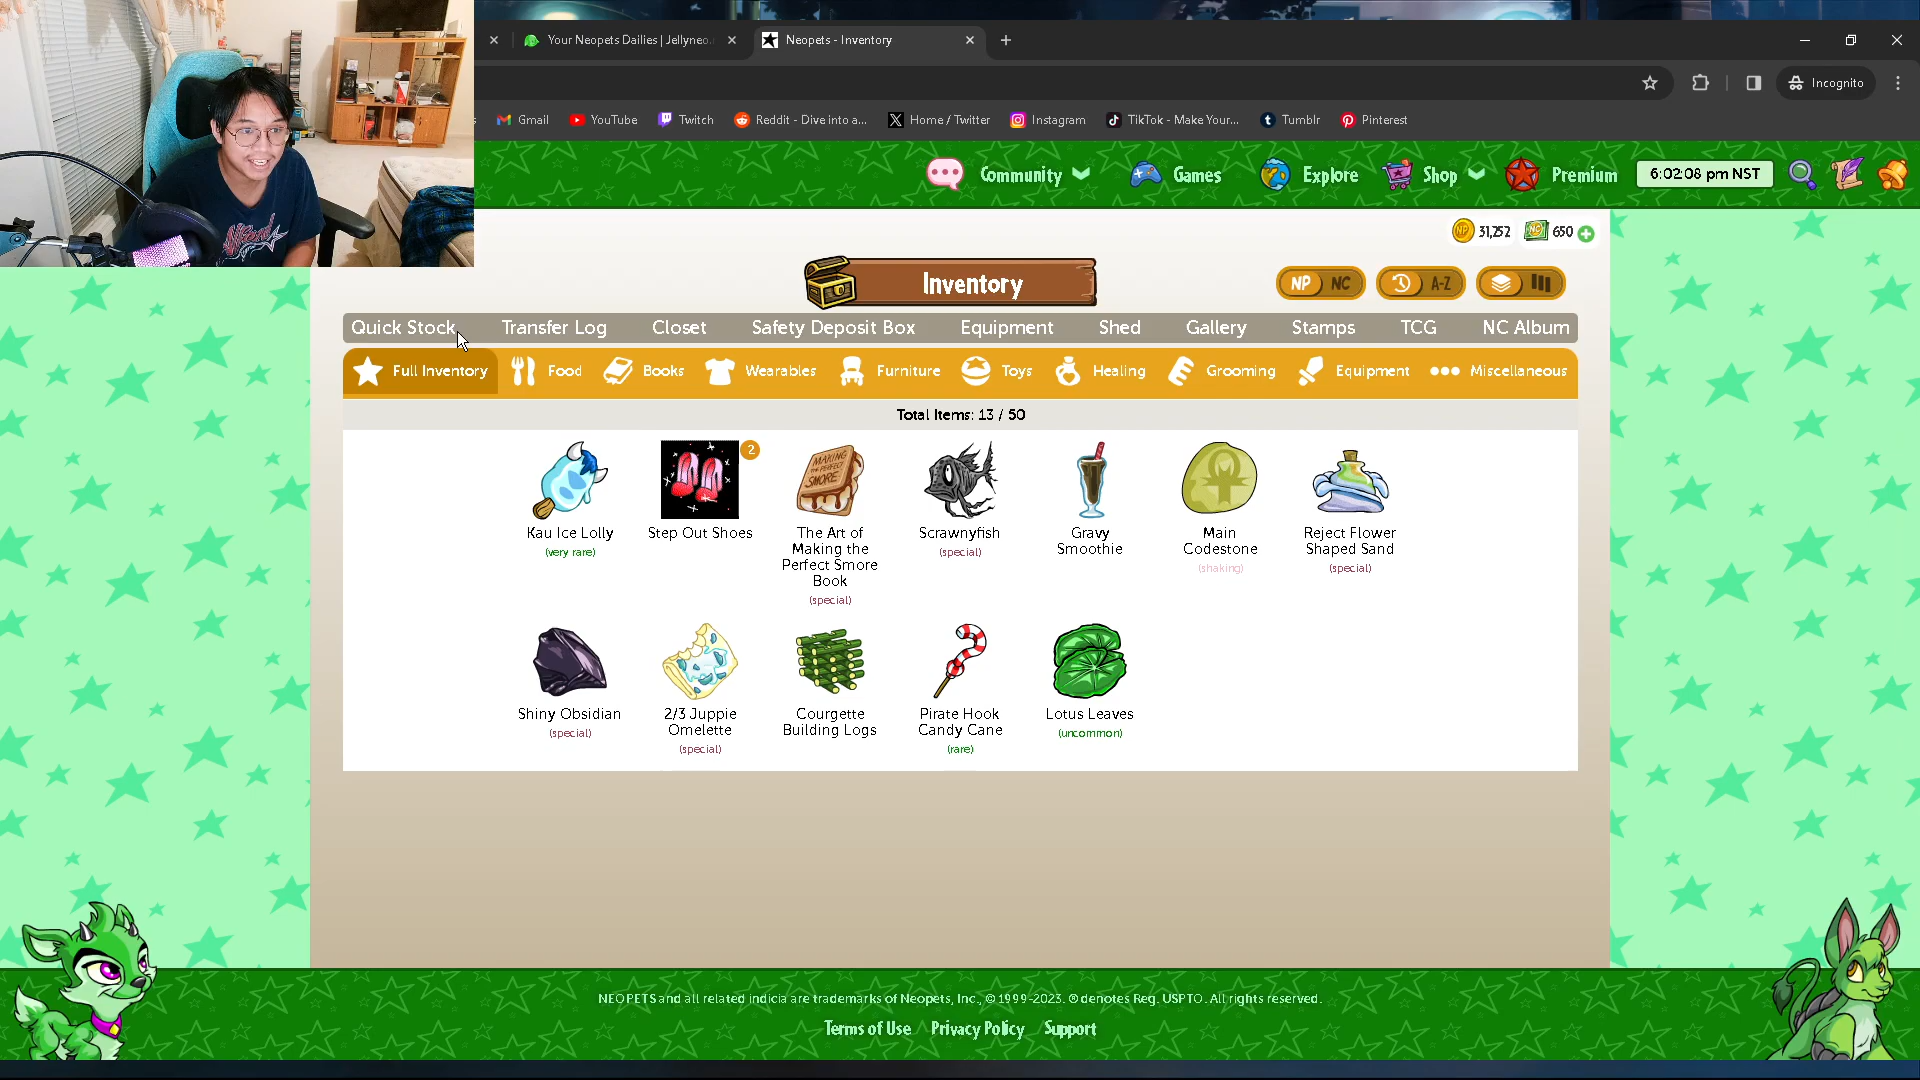 Your Neopets Dailies | Jellyneo.
Neopets - Inventory
Incognito
Gmail
YouTube
Twitch
Reddit - Dive into a...
Home / Twitter
Instagram
TikTok - Make Your...
Tumblr
Pinterest
Community
Games
Explore
Shop
Premium
6:02:08 pm NST
NP 31,252
NC 650
Inventory
NP NC
A-Z
Quick Stock
Transfer Log
Closet
Safety Deposit Box
Equipment
Shed
Gallery
Stamps
TCG
NC Album
Full Inventory
Food
Books
Wearables
Furniture
Toys
Healing
Grooming
Equipment
Miscellaneous
Total Items: 13 / 50
2
MAKING
THE PERFECT
SMORE
Kau Ice Lolly
(very rare)
Step Out Shoes
The Art of
Making the
Perfect Smore
Book
(special)
Scrawnyfish
(special)
Gravy
Smoothie
Main
Codestone
(shaking)
Reject Flower
Shaped Sand
(special)
Shiny Obsidian
(special)
2/3 Juppie
Omelette
(special)
Courgette
Building Logs
Pirate Hook
Candy Cane
(rare)
Lotus Leaves
(uncommon)
NEOPETS and all related indicia are trademarks of Neopets, Inc., © 1999-2023. ® denotes Reg. USPTO. All rights reserved.
Terms of Use
Privacy Policy
Support